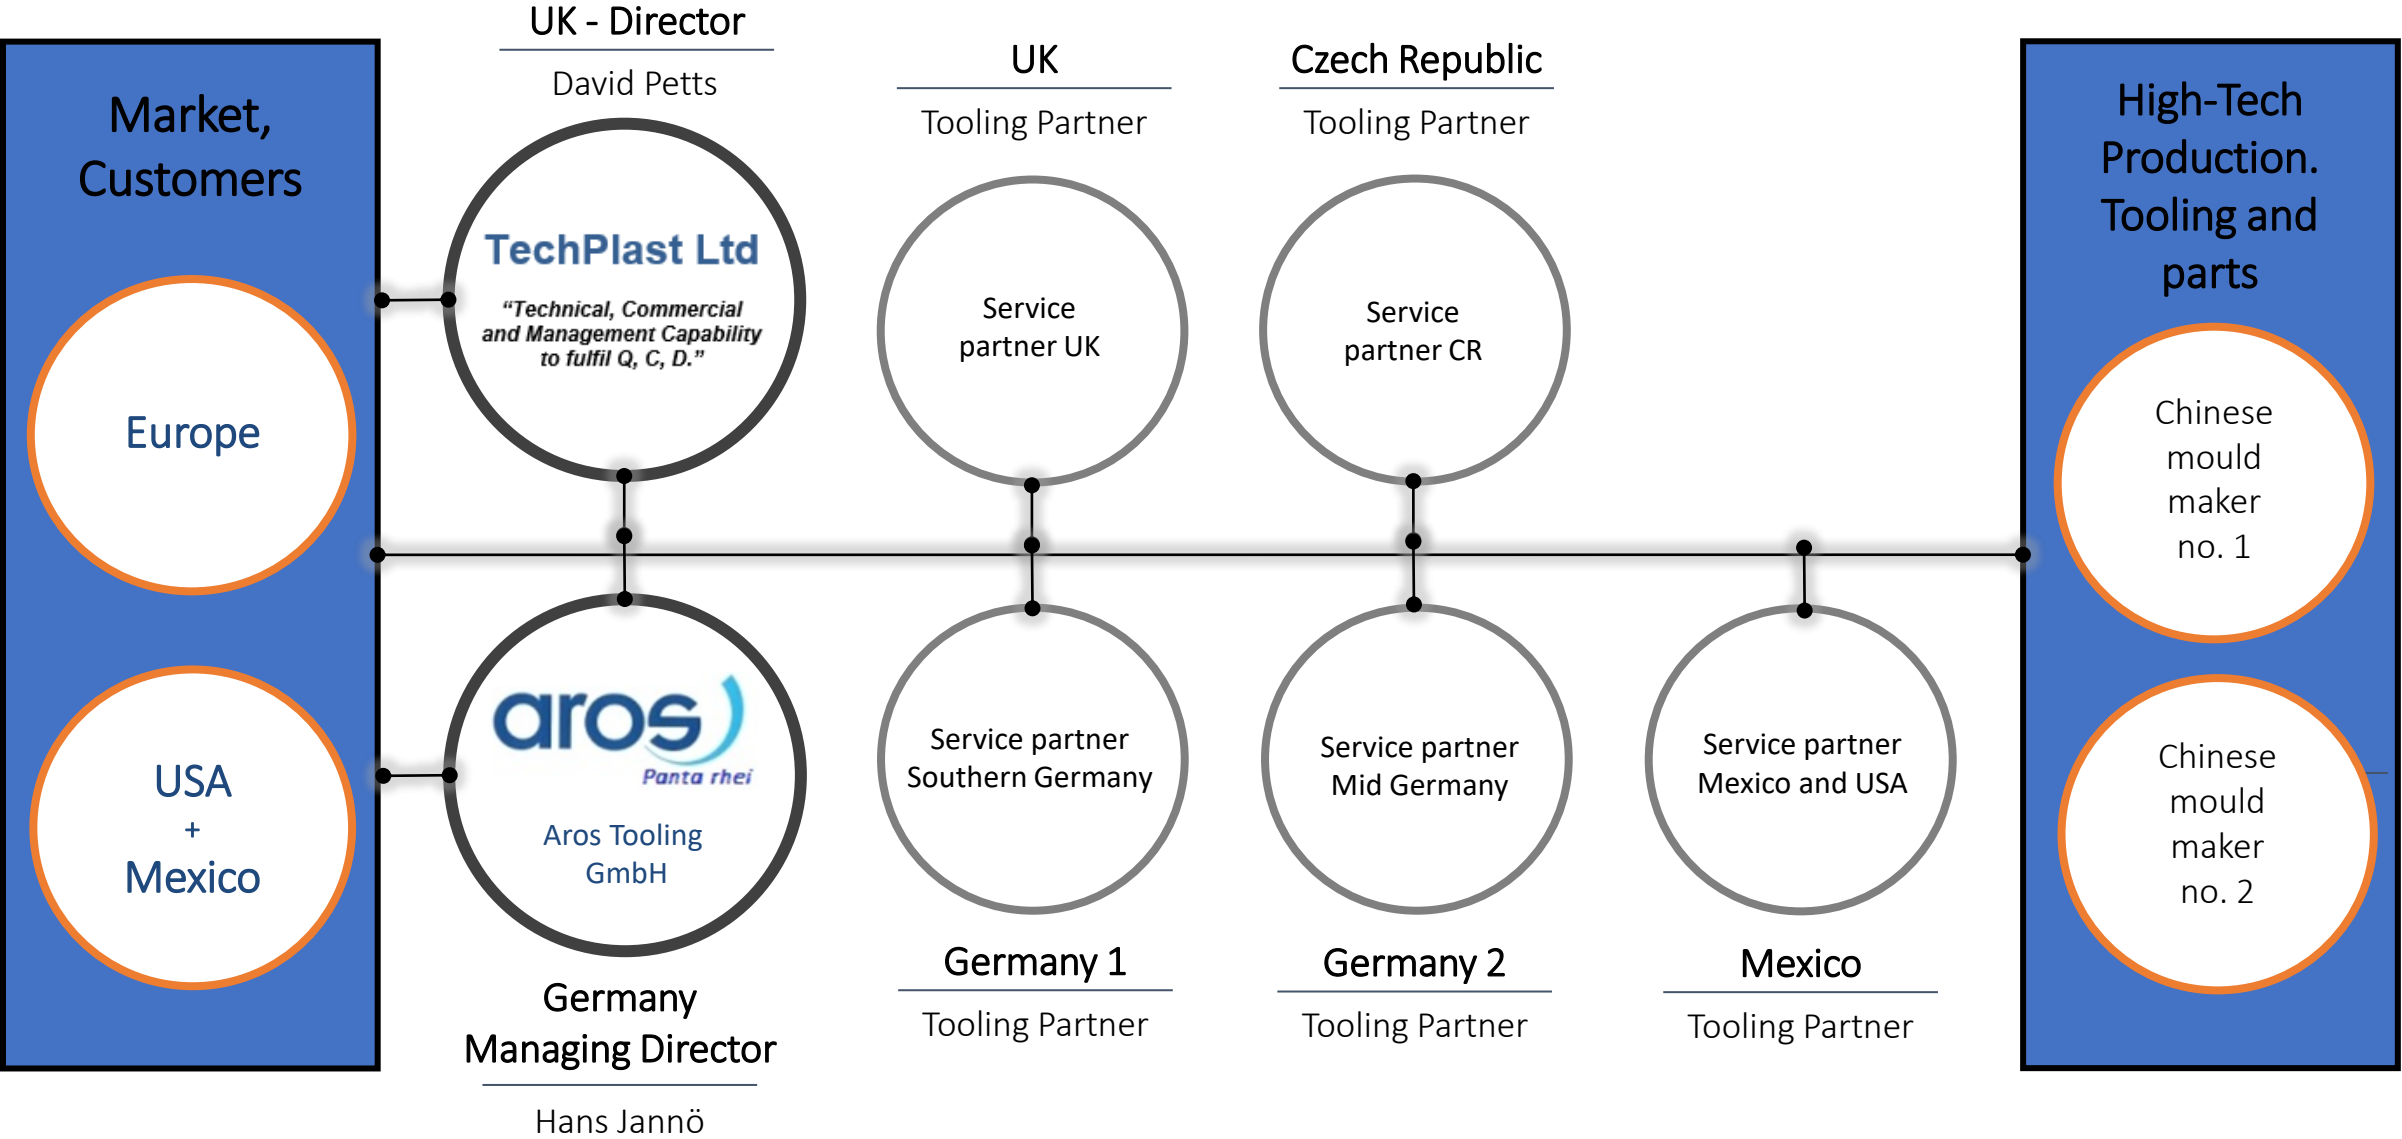 Market,
Customers
Europe
USA
+
Mexico
UK - Director
David Petts
TechPlast Ltd
“Technical, Commercial
and Management Capability
to fulfil Q, C, D.”
aros
Panta rhei
Aros Tooling
GmbH
Germany
Managing Director
Hans Jannö
UK
Tooling Partner
Service
partner UK
Czech Republic
Tooling Partner
Service
partner CR
Service partner
Southern Germany
Germany 1
Tooling Partner
Service partner
Mid Germany
Germany 2
Tooling Partner
Service partner
Mexico and USA
Mexico
Tooling Partner
High-Tech
Production.
Tooling and
parts
Chinese
mould
maker
no. 1
Chinese
mould
maker
no. 2